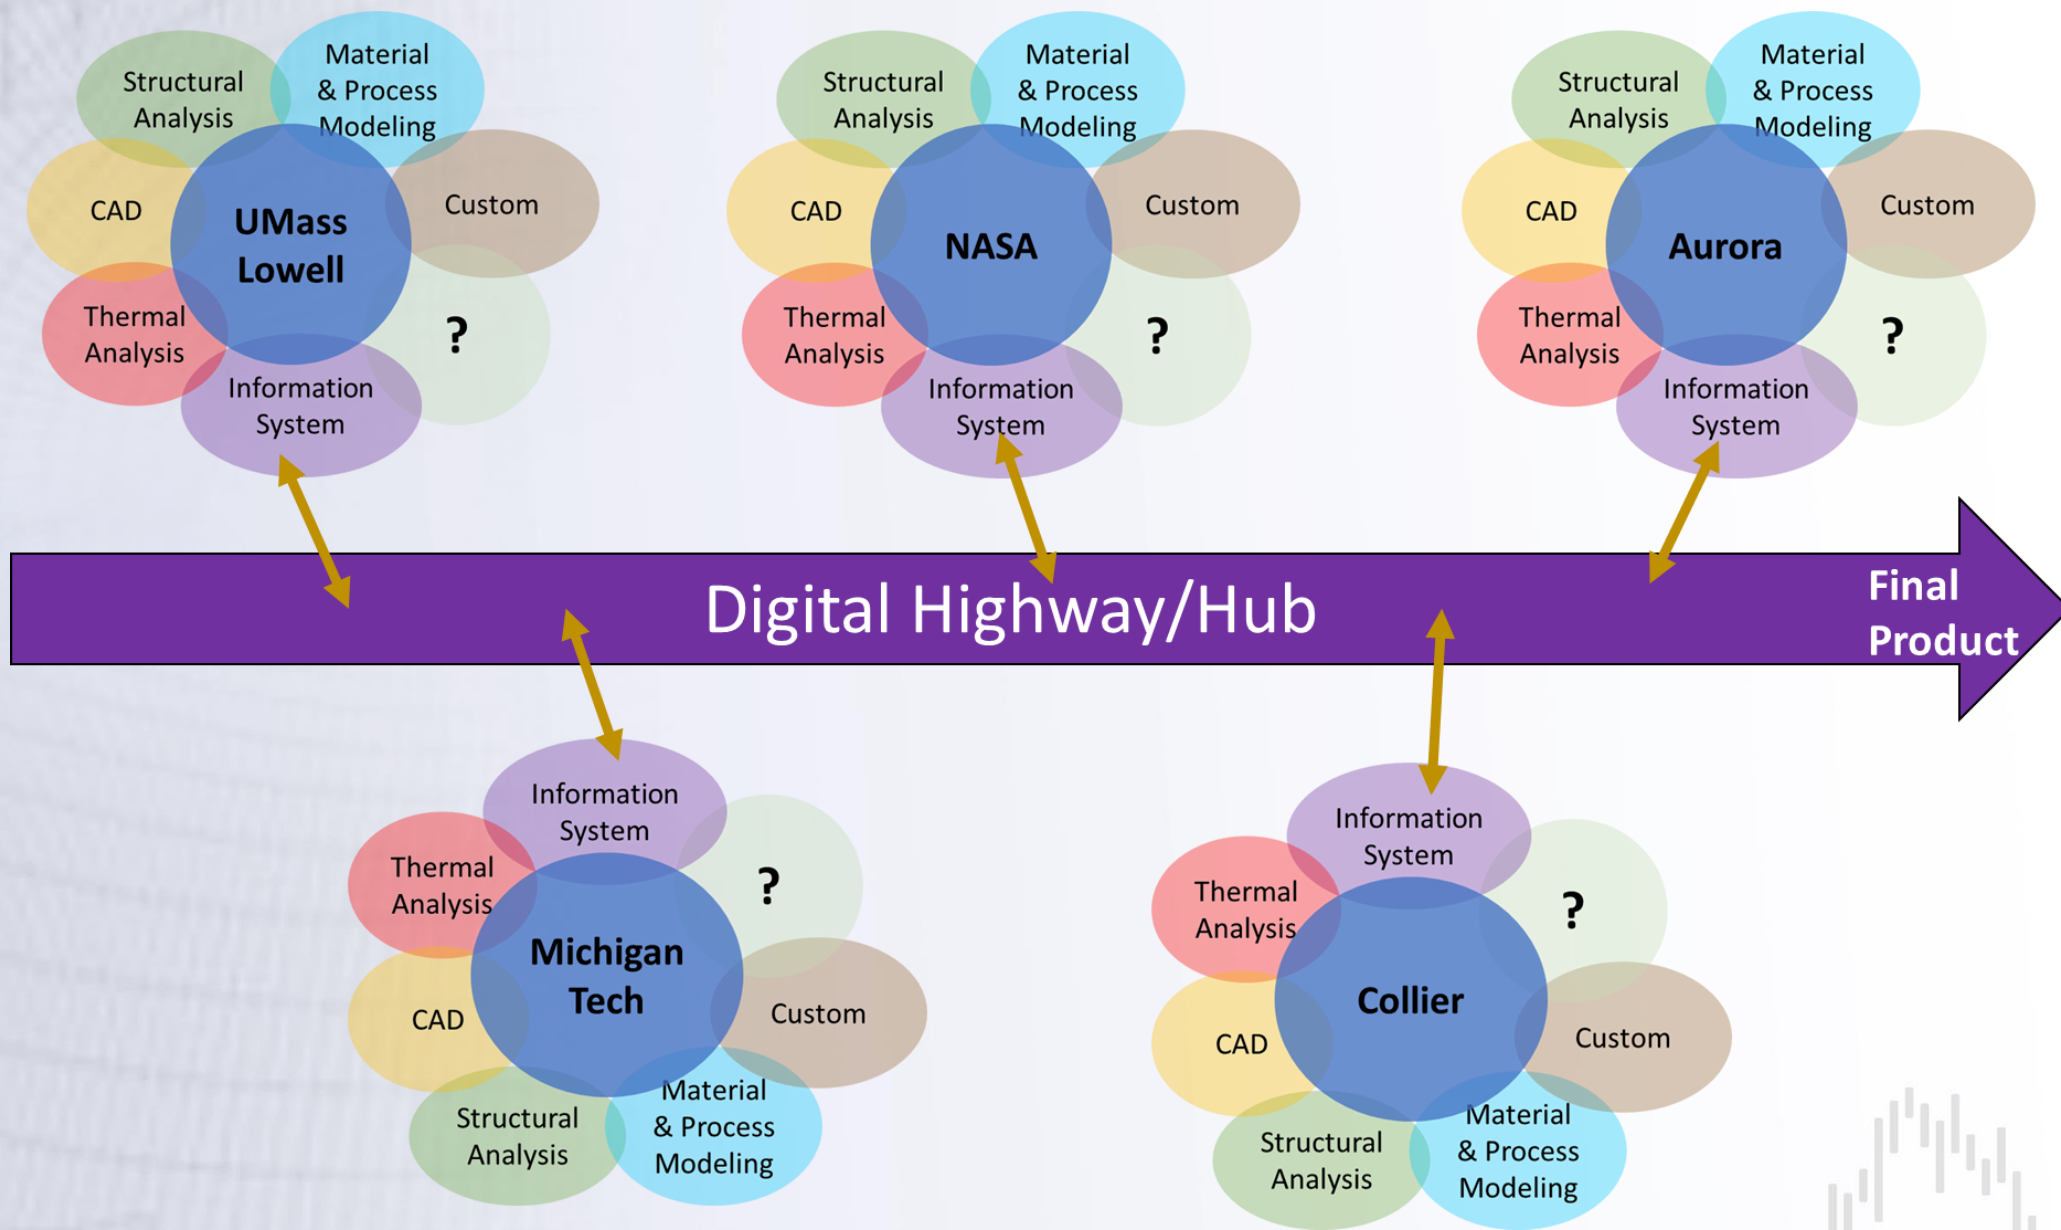 Structural
Analysis
Material
& Process
Modeling
CAD
UMass
Lowell
Custom
Thermal
Analysis
?
Information
System
Structural
Analysis
Material
& Process
Modeling
CAD
NASA
Custom
Thermal
Analysis
?
Information
System
Structural
Analysis
Material
& Process
Modeling
CAD
Aurora
Custom
Thermal
Analysis
?
Information
System
Digital Highway/Hub
Final
Product
Information
System
Thermal
Analysis
?
Michigan
Tech
CAD
Custom
Structural
Analysis
Material
& Process
Modeling
Information
System
Thermal
Analysis
?
Collier
CAD
Custom
Structural
Analysis
Material
& Process
Modeling